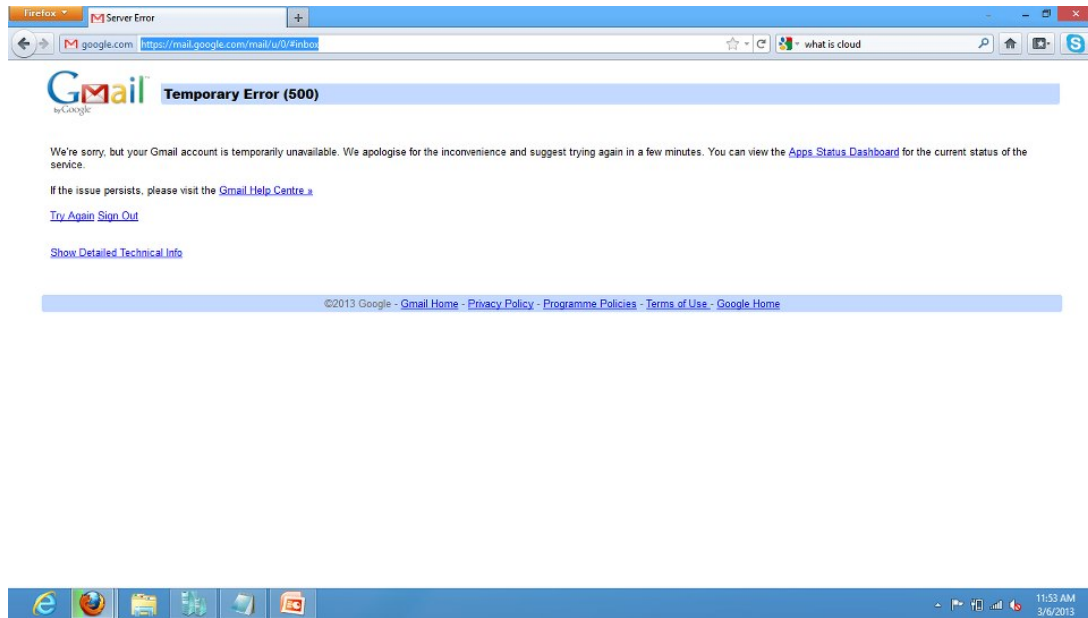 Firefox
Server Error
google.com https://mail.google.com/mail/u/0/#inbox
what is cloud
Gmail
by Google
Temporary Error (500)
We're sorry, but your Gmail account is temporarily unavailable. We apologise for the inconvenience and suggest trying again in a few minutes. You can view the Apps Status Dashboard for the current status of the
service.
If the issue persists, please visit the Gmail Help Centre »
Try Again Sign Out
Show Detailed Technical Info
©2013 Google - Gmail Home - Privacy Policy - Programme Policies - Terms of Use - Google Home
11:53 AM
3/6/2013